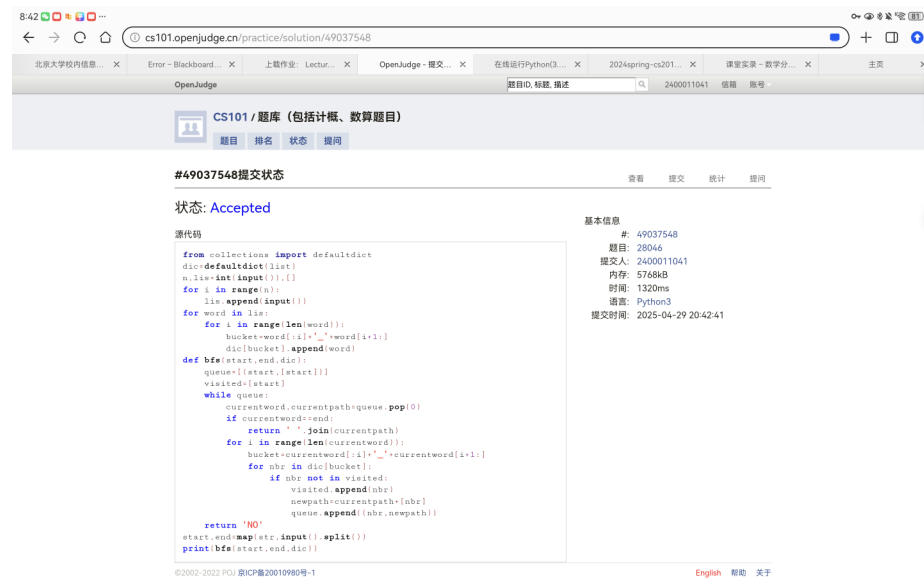 8:42
81
cs101.openjudge.cn/practice/solution/49037548
北京大学校内信息...
Error – Blackboard...
上载作业： Lectur...
OpenJudge - 提交...
在线运行Python(3....
2024spring-cs201...
课堂实录 – 数学分...
主页
OpenJudge
题目ID, 标题, 描述
2400011041 信箱 账号
CS101 / 题库（包括计概、数算题目）
题目 排名 状态 提问
#49037548提交状态
查看 提交 统计 提问
状态: Accepted
源代码
from collections import defaultdict
dic=defaultdict(list)
n,lis=int(input()),[]
for i in range(n):
    lis.append(input())
for word in lis:
    for i in range(len(word)):
        bucket=word[:i]+'_'+word[i+1:]
        dic[bucket].append(word)
def bfs(start,end,dic):
    queue=[(start,[start])]
    visited=[start]
    while queue:
        currentword,currentpath=queue.pop(0)
        if currentword==end:
            return ' '.join(currentpath)
        for i in range(len(currentword)):
            bucket=currentword[:i]+'_'+currentword[i+1:]
            for nbr in dic[bucket]:
                if nbr not in visited:
                    visited.append(nbr)
                    newpath=currentpath+[nbr]
                    queue.append((nbr,newpath))
    return 'NO'
start,end=map(str,input().split())
print(bfs(start,end,dic))
基本信息
#: 49037548
题目: 28046
提交人: 2400011041
内存: 5768kB
时间: 1320ms
语言: Python3
提交时间: 2025-04-29 20:42:41
©2002-2022 POJ 京ICP备20010980号-1
English 帮助 关于